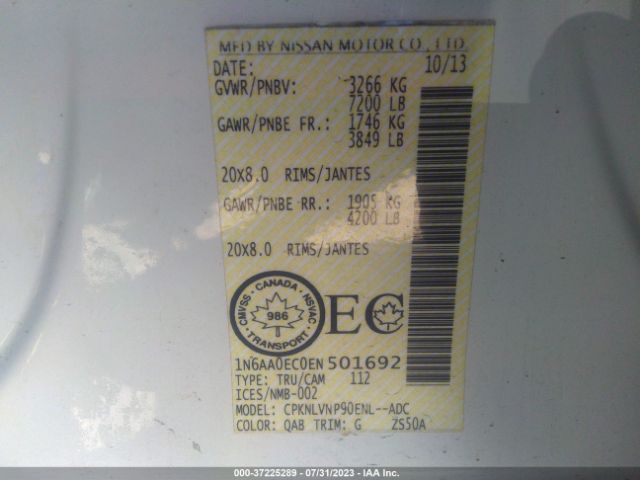 MFD BY NISSAN MOTOR CO., LTD.
DATE: 10/13
GVWR/PNBV: 3266 KG
7200 LB
GAWR/PNBE FR.: 1746 KG
3849 LB
20X8.0 RIMS/JANTES
GAWR/PNBE RR.: 1905 KG
4200 LB
20X8.0 RIMS/JANTES
CMVSS • CANADA • NSVAC
986
TRANSPORT
EC
1N6AA0EC0EN501692
TYPE: TRU/CAM 112
ICES/NMB-002
MODEL: CPKNLVNP90ENL--ADC
COLOR: QAB TRIM: G ZS50A
000-37225289 - 07/31/2023 - IAA Inc.